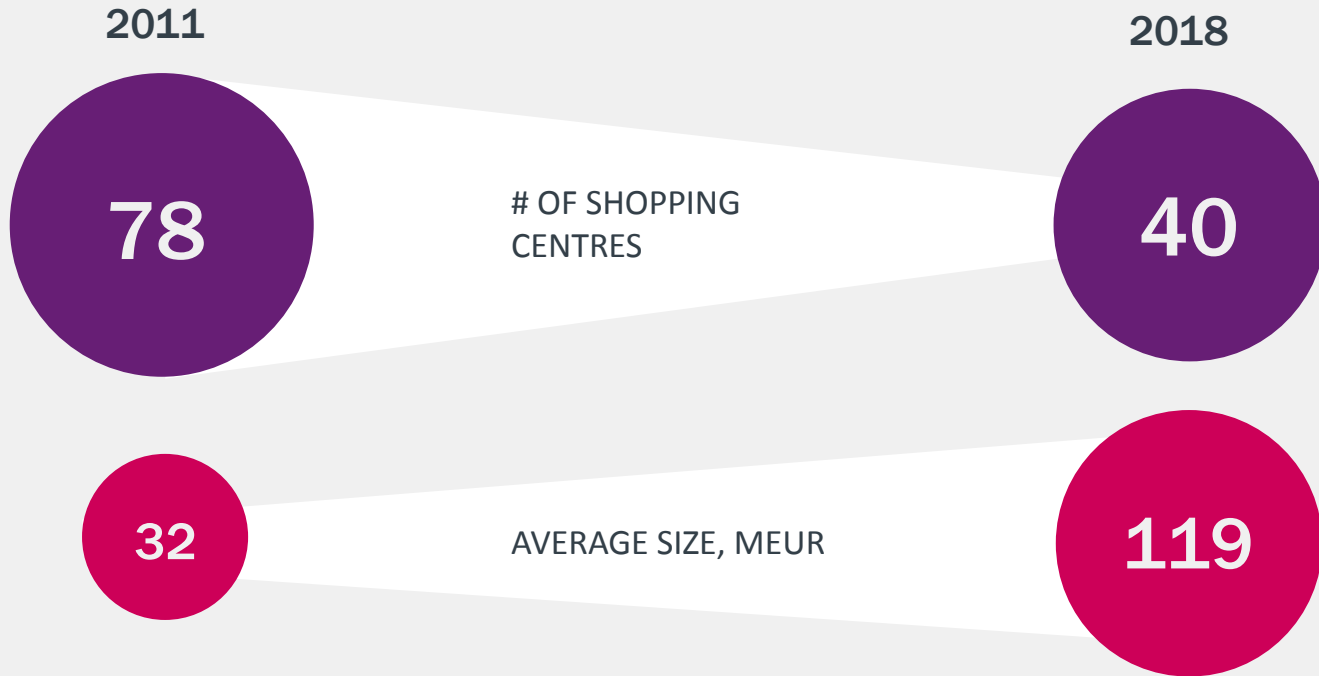 2011
2018
78
# OF SHOPPING
CENTRES
40
32
AVERAGE SIZE, MEUR
119